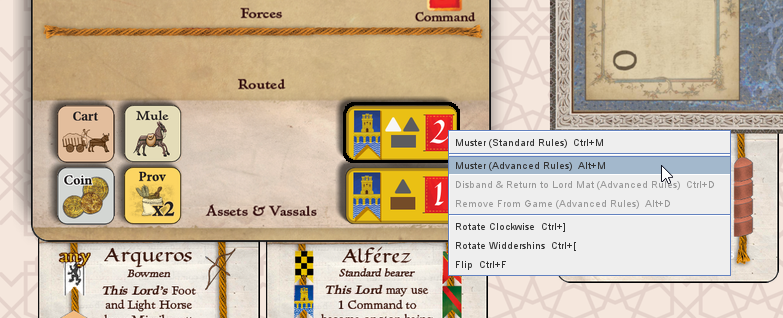 Forces
Command
Routed
Cart
Mule
Coin
Prov
x2
2
1
Assets & Vassals
Muster (Standard Rules) Ctrl+M
Muster (Advanced Rules) Alt+M
Disband & Return to Lord Mat (Advanced Rules) Ctrl+D
Remove From Game (Advanced Rules) Alt+D
Rotate Clockwise Ctrl+]
Rotate Widdershins Ctrl+[
Flip Ctrl+F
any
Arqueros
Bowmen
This Lord's Foot
and Light Horse
Alférez
Standard bearer
This Lord may use
1 Command to
0